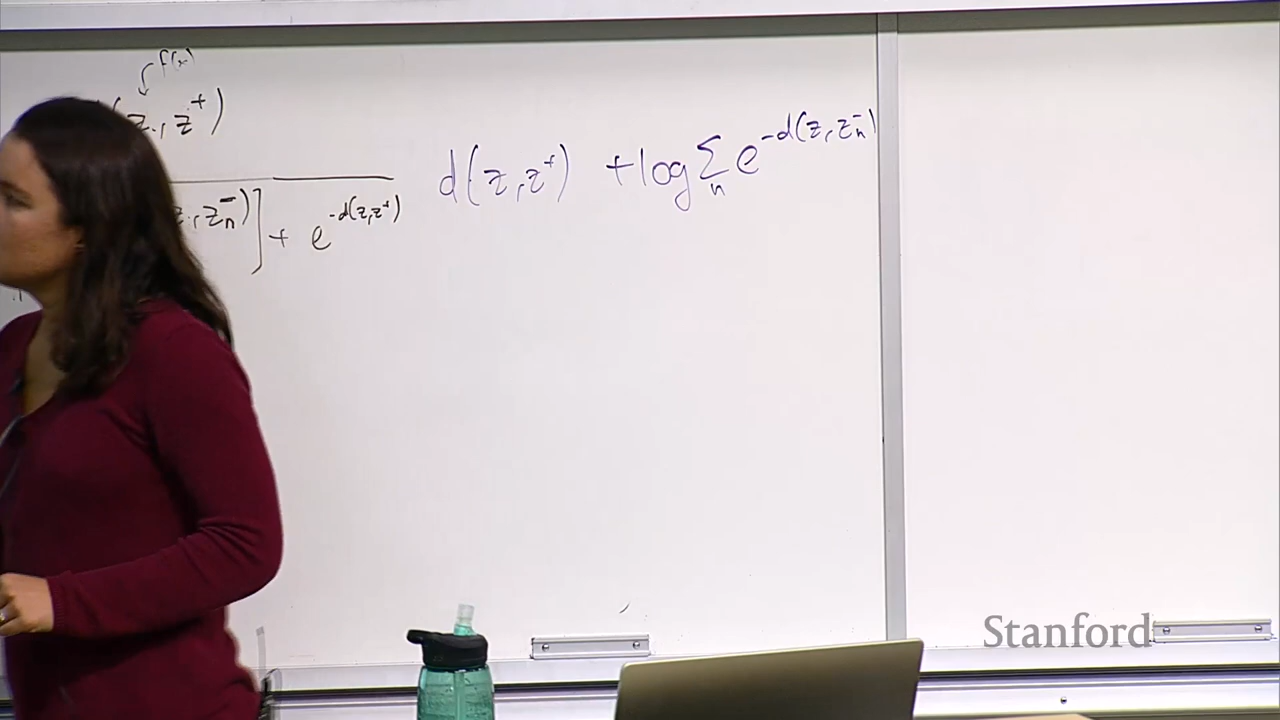 f(x)
(z, z⁺)
z, zₙ⁻)] + e^{-d(z,z⁺)}
d(z, z⁺) + log Σₙ e^{-d(z, zₙ⁻)}
Stanford